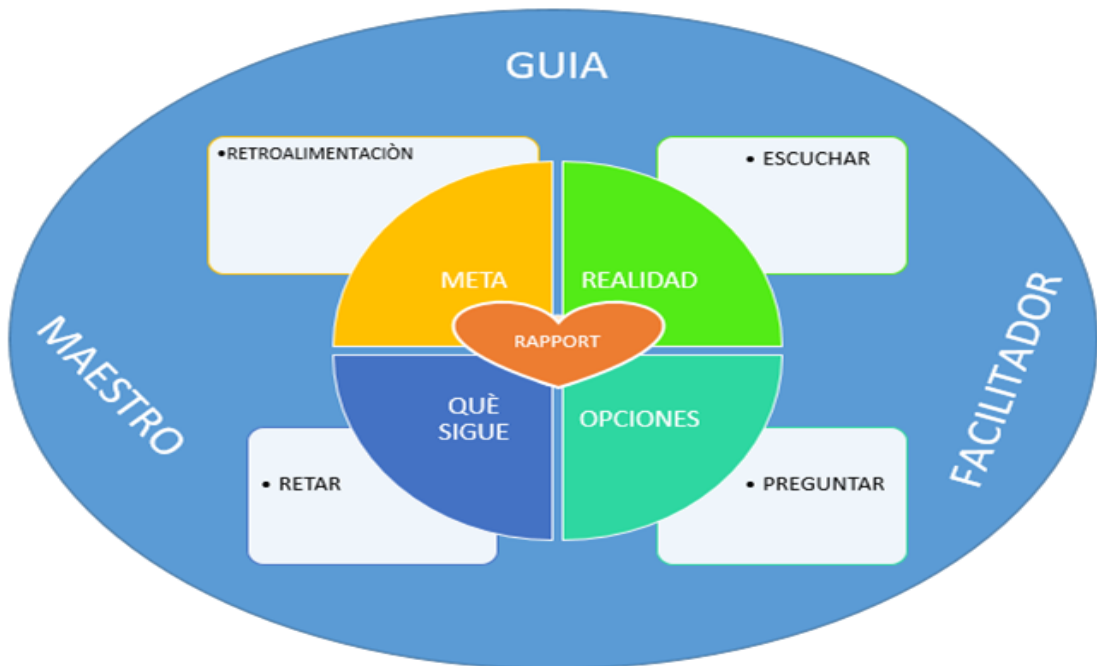 GUIA
•RETROALIMENTACIÒN
• ESCUCHAR
META
REALIDAD
RAPPORT
MAESTRO
FACILITADOR
QUÈ
SIGUE
OPCIONES
• RETAR
• PREGUNTAR